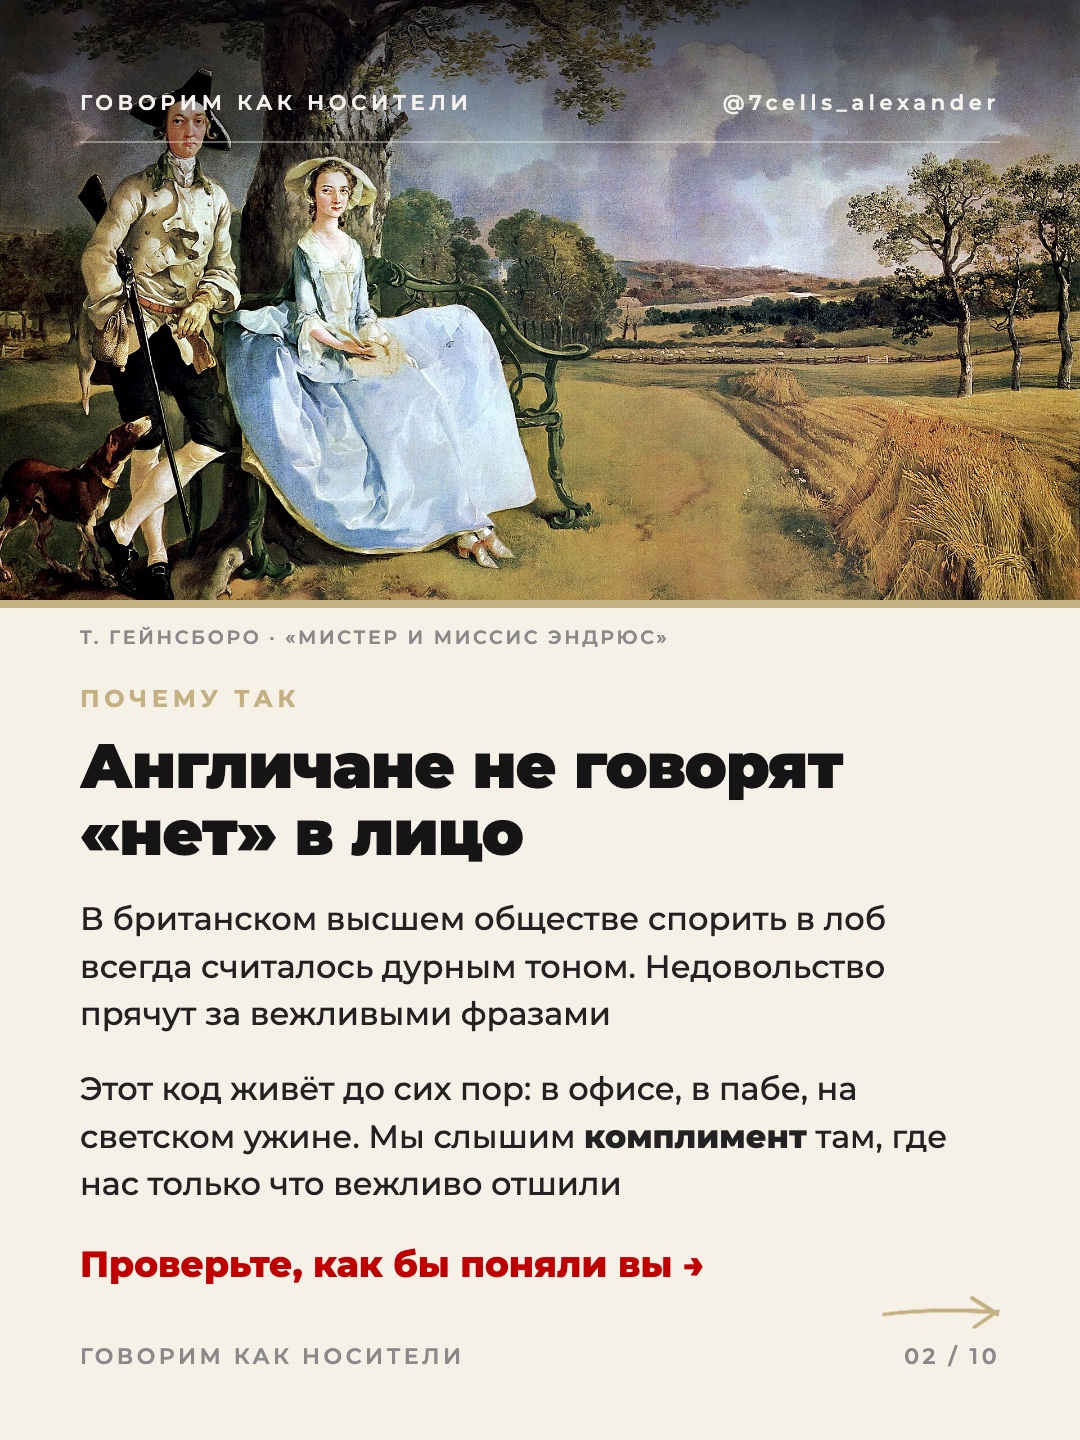 ГОВОРИМ КАК НОСИТЕЛИ
@7cells_alexander
Т. ГЕЙНСБОРО · «МИСТЕР И МИССИС ЭНДРЮС»
ПОЧЕМУ ТАК
Англичане не говорят
«нет» в лицо
В британском высшем обществе спорить в лоб
всегда считалось дурным тоном. Недовольство
прячут за вежливыми фразами
Этот код живёт до сих пор: в офисе, в пабе, на
светском ужине. Мы слышим комплимент там, где
нас только что вежливо отшили
Проверьте, как бы поняли вы →
ГОВОРИМ КАК НОСИТЕЛИ
02 / 10